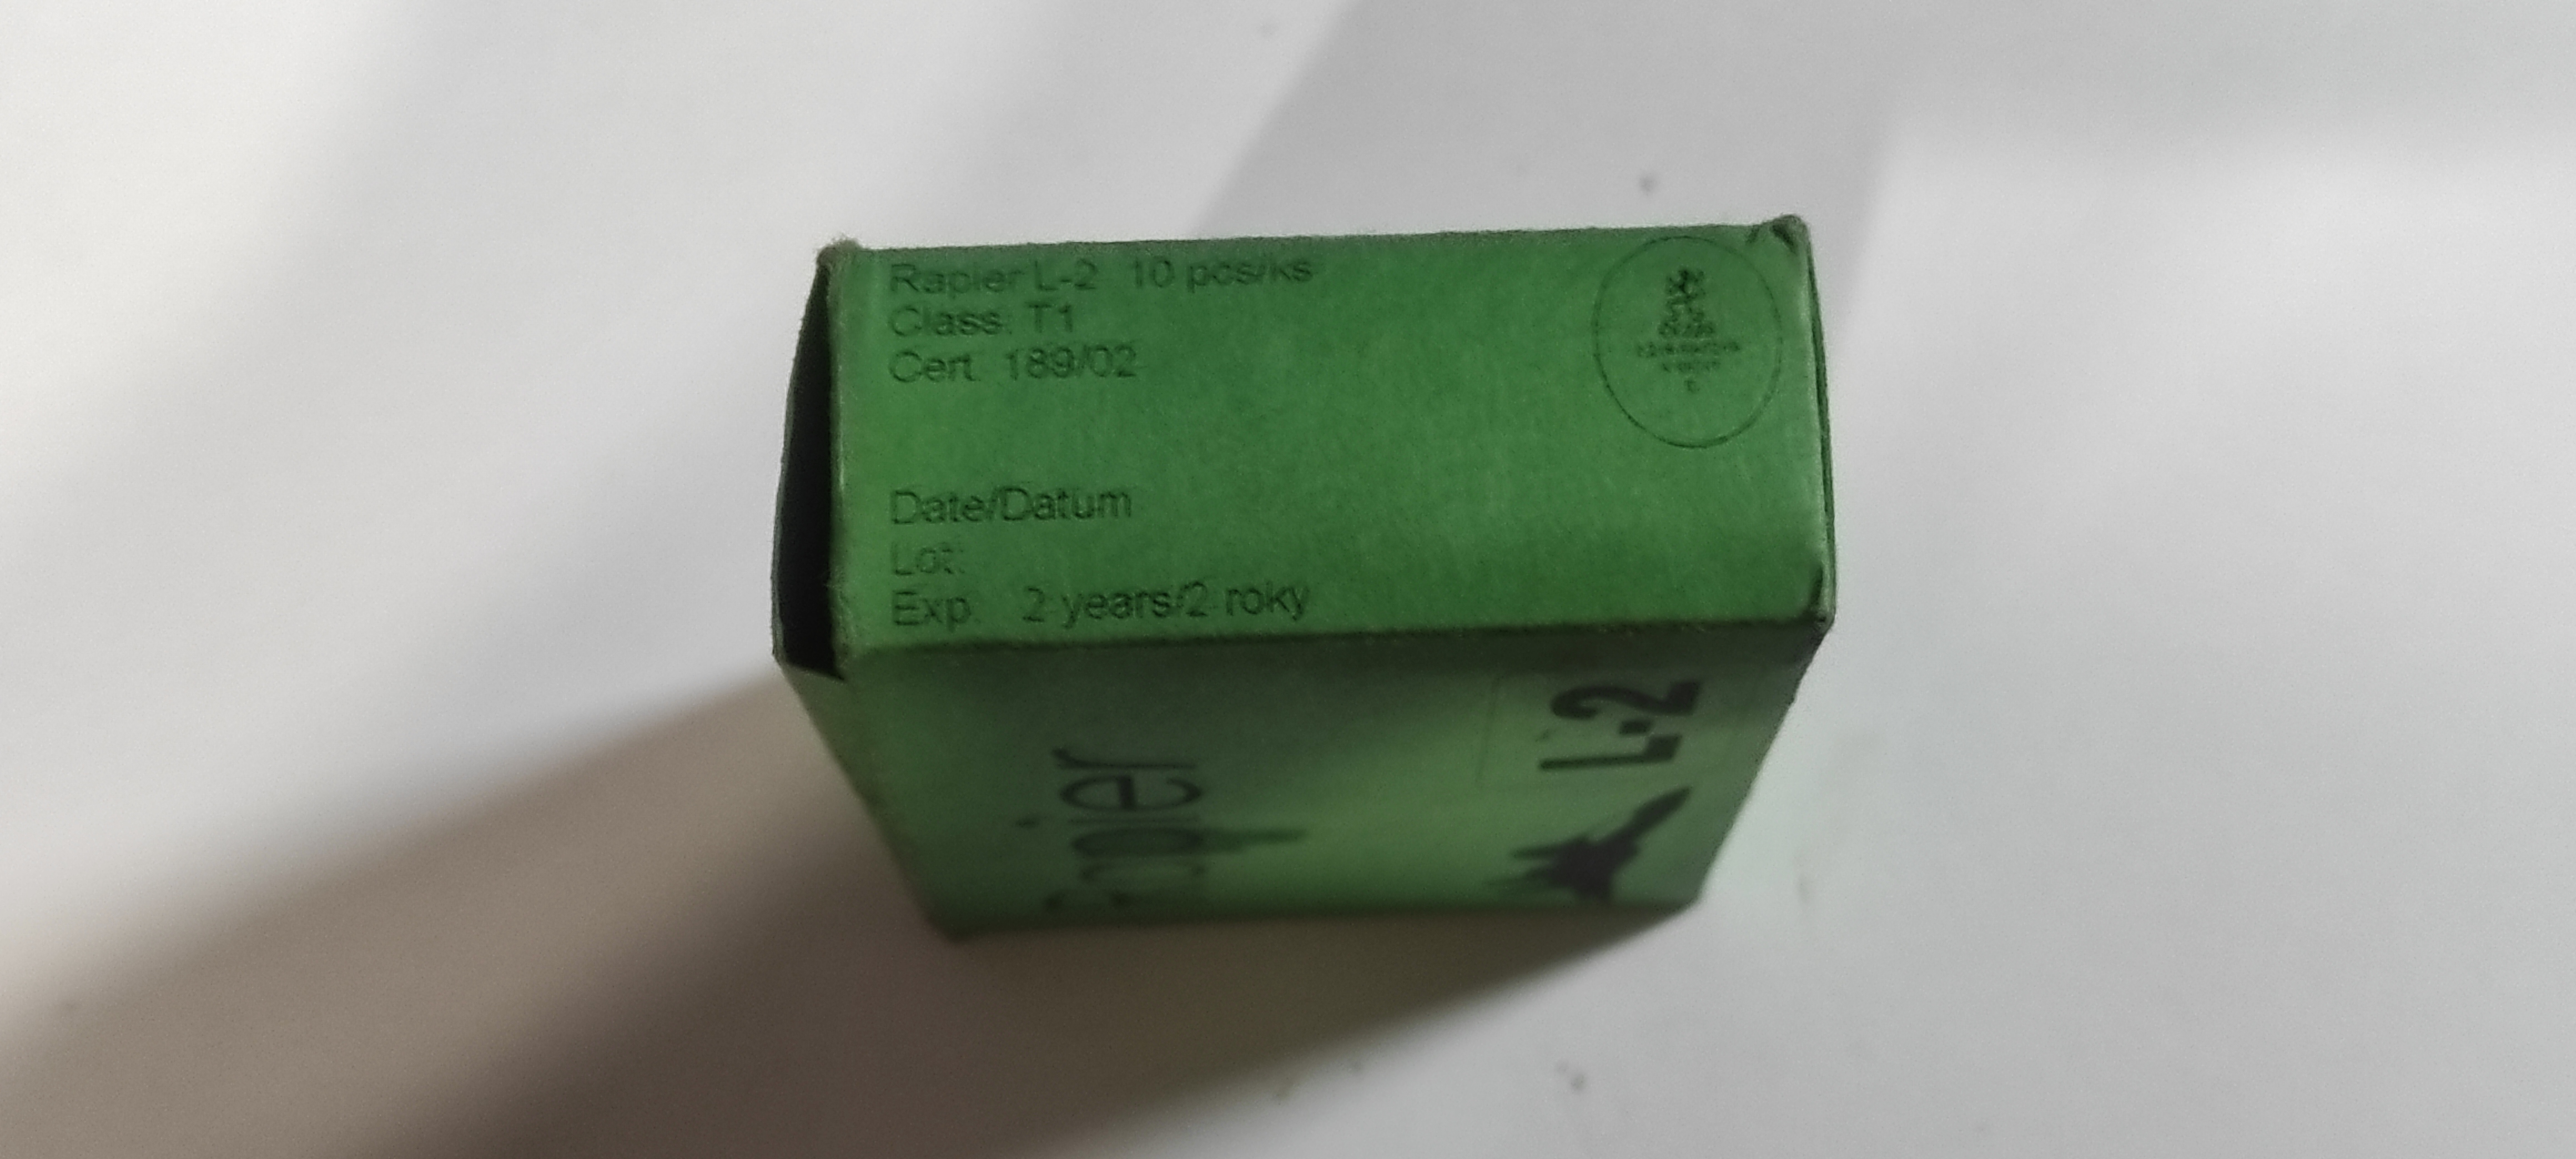 Rapier L-2 10 pcs/ks
Class: T1
Cert. 189/02
Date/Datum
Lot:
Exp. 2 years/2 roky
Rapier
L-2